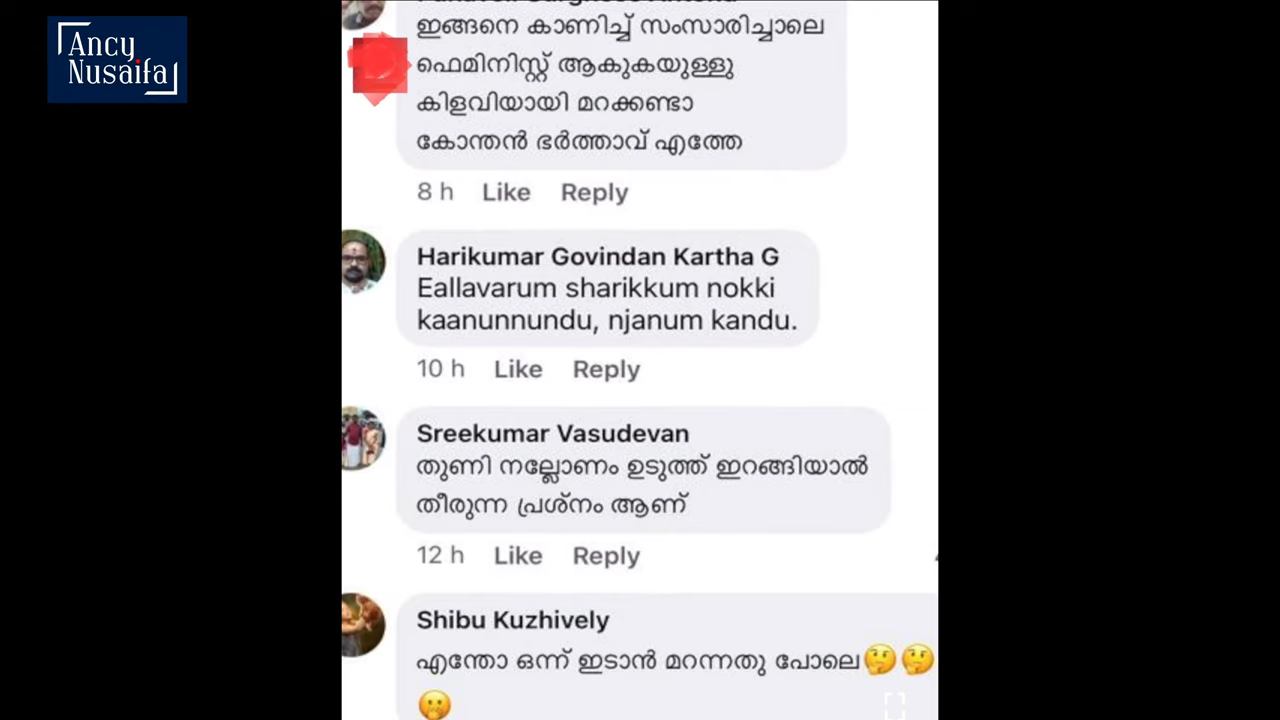 Ancy
Nusaifa
ഇങ്ങനെ കാണിച്ച് സംസാരിച്ചാലെ
ഫെമിനിസ്റ്റ് ആകുകയുള്ളു
കിളവിയായി മറക്കണ്ടാ
കോന്തൻ ഭർത്താവ് എത്തേ
8 h Like Reply
Harikumar Govindan Kartha G
Eallavarum sharikkum nokki
kaanunnundu, njanum kandu.
10 h Like Reply
Sreekumar Vasudevan
തുണി നല്ലോണം ഉടുത്ത് ഇറങ്ങിയാൽ
തീരുന്ന പ്രശ്നം ആണ്
12 h Like Reply
Shibu Kuzhively
എന്തോ ഒന്ന് ഇടാൻ മറന്നതു പോലെ🤔🤔
🤭